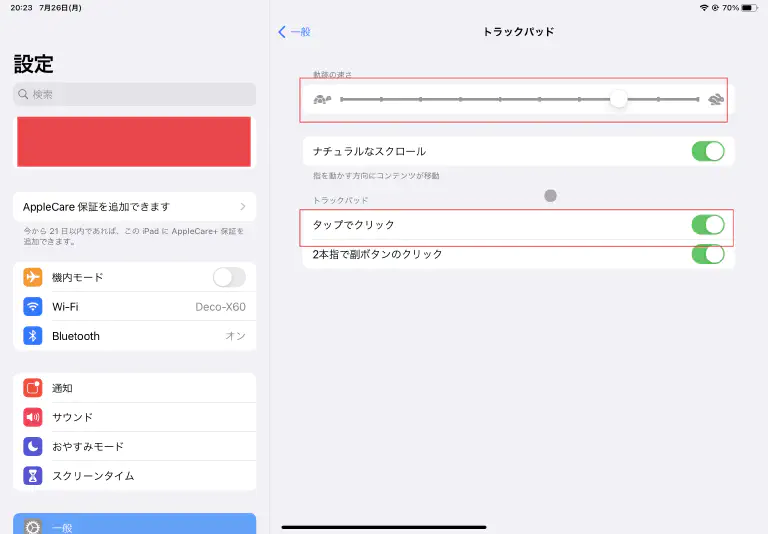 20:23 7月26日(月)
70%
設定
検索
AppleCare 保証を追加できます
今から 21 日以内であれば、この iPad に AppleCare+ 保証を
追加できます。
機内モード
Wi-Fi Deco-X60
Bluetooth オン
通知
サウンド
おやすみモード
スクリーンタイム
一般
一般
トラックパッド
軌跡の速さ
ナチュラルなスクロール
指を動かす方向にコンテンツが移動
トラックパッド
タップでクリック
2本指で副ボタンのクリック